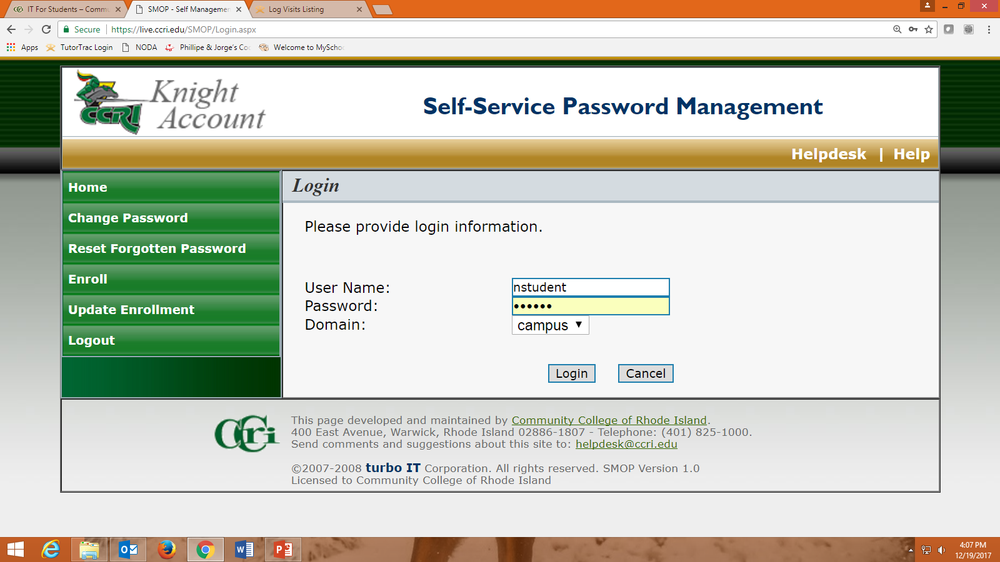 IT For Students – Commu
SMOP - Self Managemen
Log Visits Listing
Secure
https://live.ccri.edu/SMOP/Login.aspx
Apps
TutorTrac Login
NODA
Phillipe & Jorge's Coo
Welcome to MySchoo
CCRI
Knight
Account
Self-Service Password Management
Helpdesk | Help
Home
Change Password
Reset Forgotten Password
Enroll
Update Enrollment
Logout
Login
Please provide login information.
User Name: nstudent
Password: ••••••
Domain: campus
Login Cancel
CCri
This page developed and maintained by Community College of Rhode Island.
400 East Avenue, Warwick, Rhode Island 02886-1807 - Telephone: (401) 825-1000.
Send comments and suggestions about this site to: helpdesk@ccri.edu
©2007-2008 turbo IT Corporation. All rights reserved. SMOP Version 1.0
Licensed to Community College of Rhode Island
4:07 PM
12/19/2017